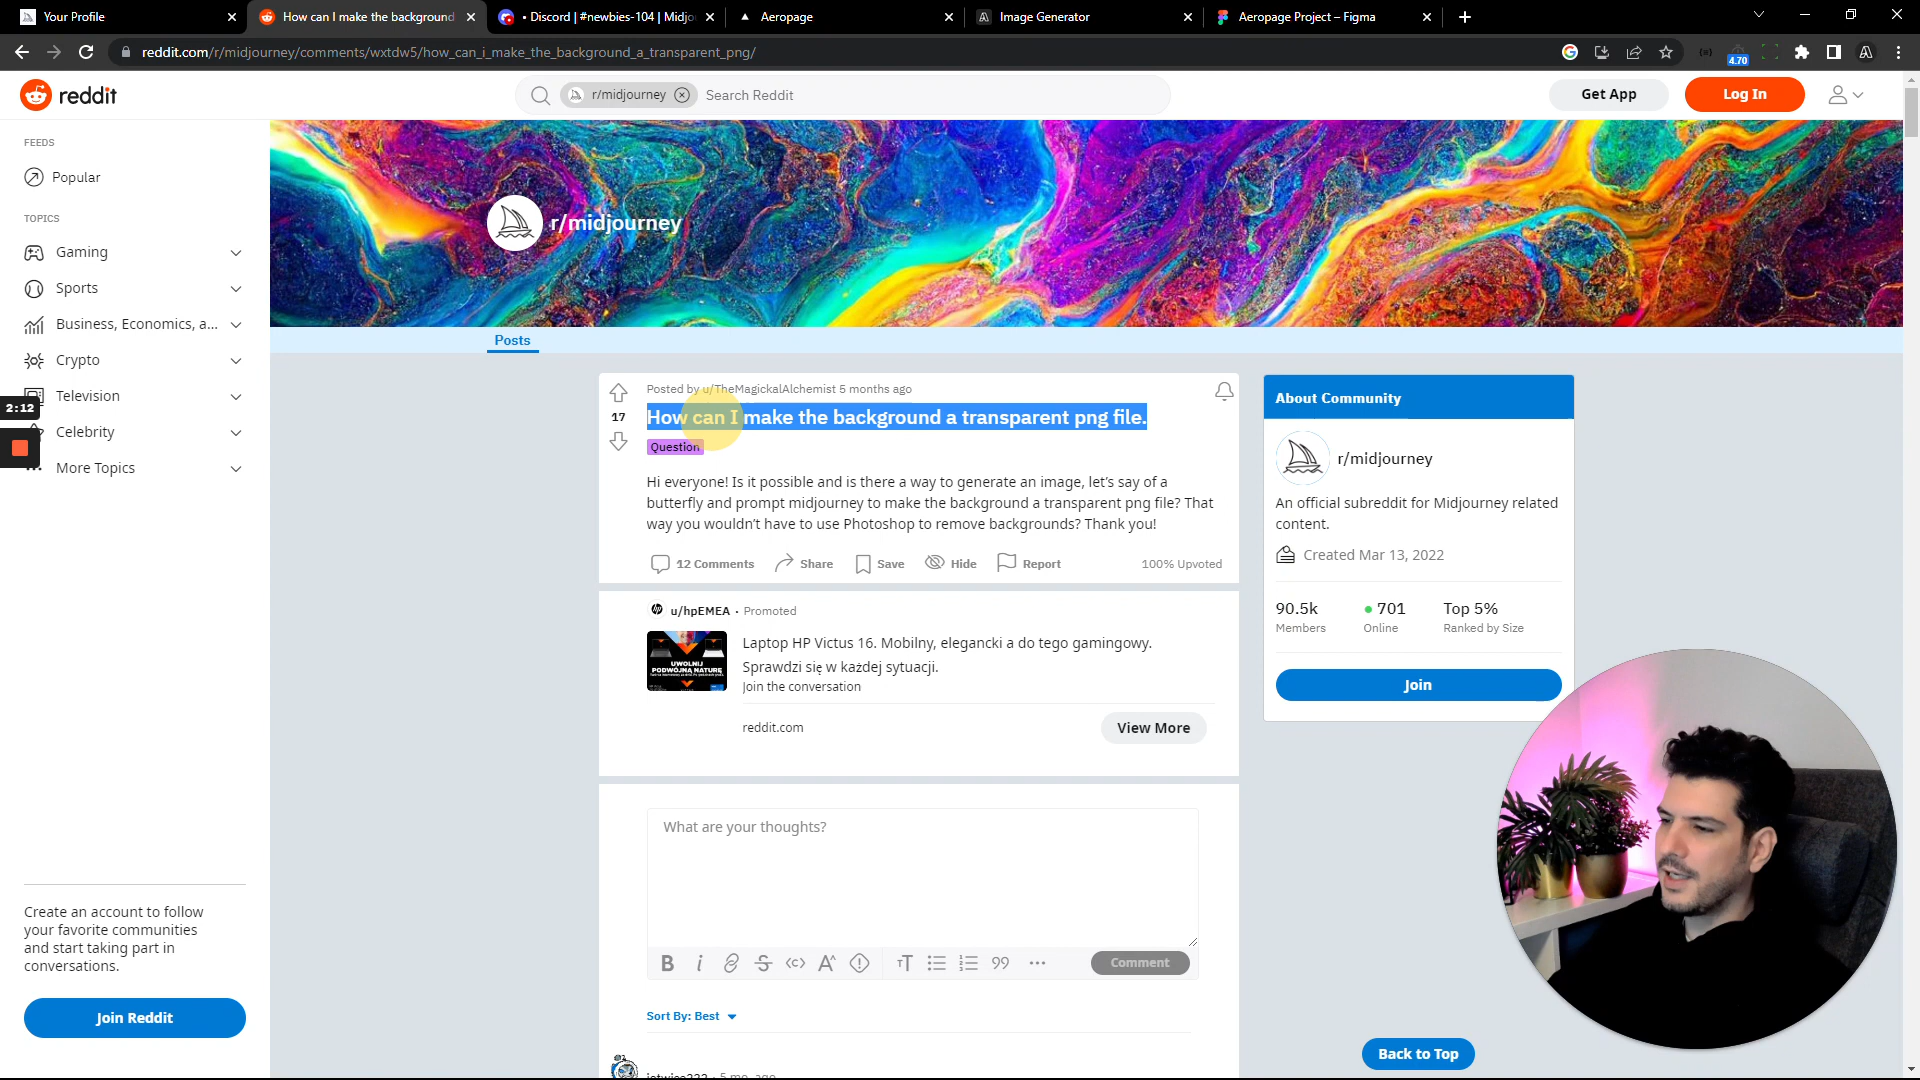 Your Profile
How can I make the background
• Discord | #newbies-104 | Midjo
Aeropage
Image Generator
Aeropage Project – Figma
reddit.com/r/midjourney/comments/wxtdw5/how_can_i_make_the_background_a_transparent_png/
4.70
reddit
r/midjourney
Search Reddit
Get App
Log In
FEEDS
Popular
TOPICS
Gaming
Sports
Business, Economics, a...
Crypto
Television
Celebrity
More Topics
2:12
r/midjourney
Posts
Posted by u/TheMagickalAlchemist 5 months ago
17
How can I make the background a transparent png file.
Question
Hi everyone! Is it possible and is there a way to generate an image, let's say of a
butterfly and prompt midjourney to make the background a transparent png file? That
way you wouldn't have to use Photoshop to remove backgrounds? Thank you!
12 Comments
Share
Save
Hide
Report
100% Upvoted
u/hpEMEA · Promoted
Laptop HP Victus 16. Mobilny, elegancki a do tego gamingowy.
Sprawdzi się w każdej sytuacji.
Join the conversation
UWOLNIJ
PODWÓJNĄ NATURĘ
reddit.com
View More
What are your thoughts?
Comment
Sort By: Best
5 mo. ago
About Community
r/midjourney
An official subreddit for Midjourney related
content.
Created Mar 13, 2022
90.5k
701
Top 5%
Members
Online
Ranked by Size
Join
Create an account to follow
your favorite communities
and start taking part in
conversations.
Join Reddit
Back to Top